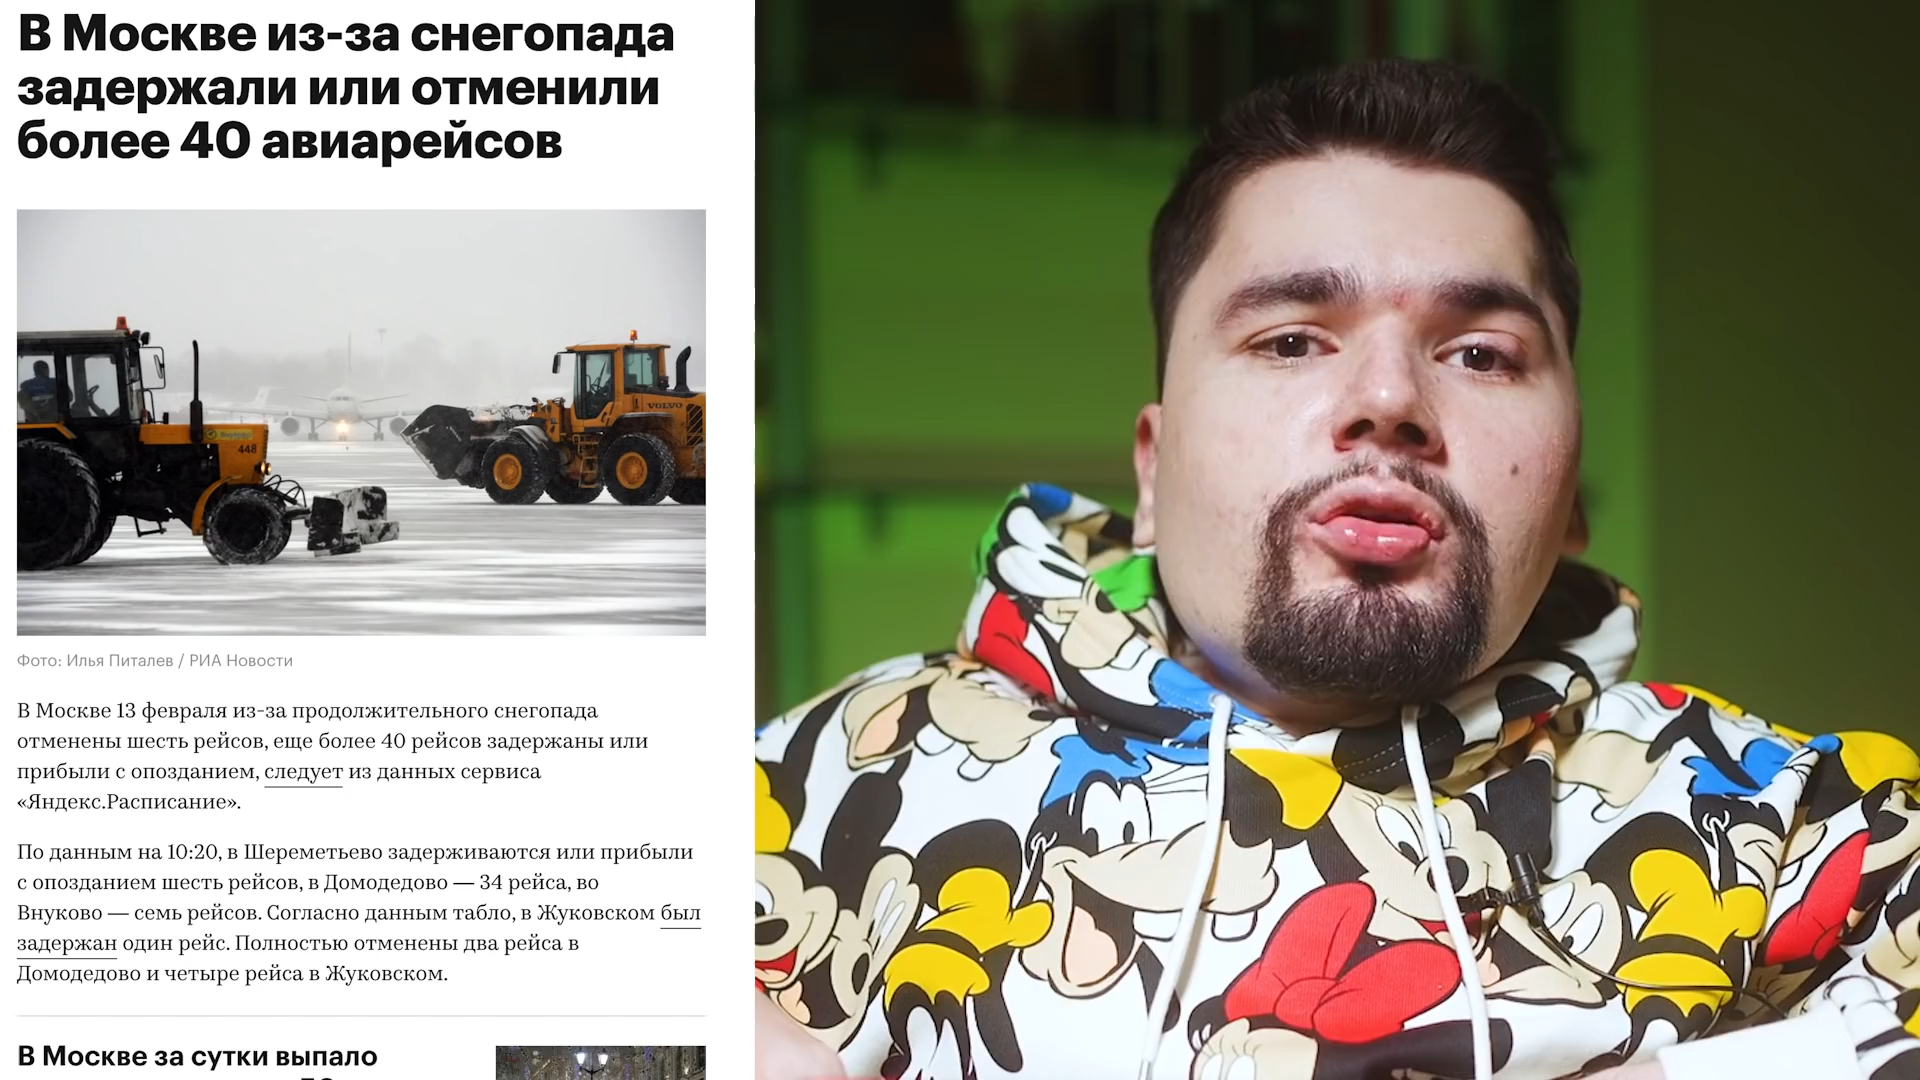 В Москве из-за снегопада
задержали или отменили
более 40 авиарейсов
448
VOLVO
Фото: Илья Питалев / РИА Новости
В Москве 13 февраля из-за продолжительного снегопада
отменены шесть рейсов, еще более 40 рейсов задержаны или
прибыли с опозданием, следует из данных сервиса
«Яндекс.Расписание».
По данным на 10:20, в Шереметьево задерживаются или прибыли
с опозданием шесть рейсов, в Домодедово — 34 рейса, во
Внуково — семь рейсов. Согласно данным табло, в Жуковском был
задержан один рейс. Полностью отменены два рейса в
Домодедово и четыре рейса в Жуковском.
В Москве за сутки выпало